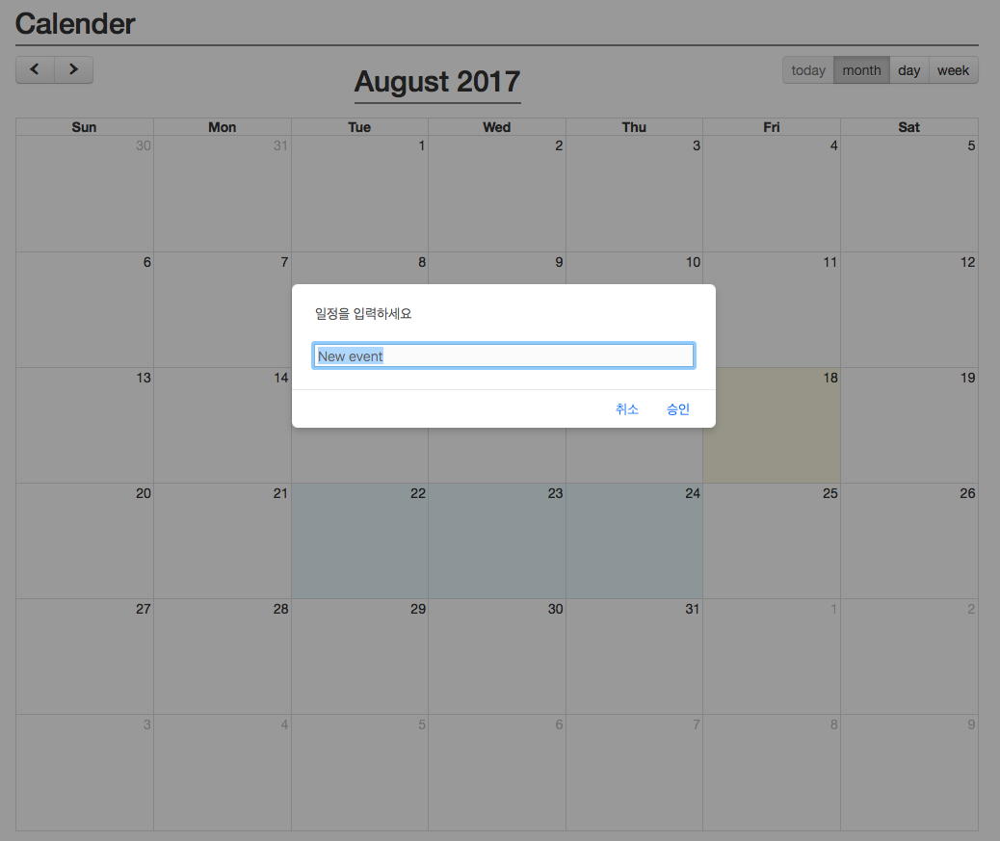 Calender
August 2017
today month day week
Sun Mon Tue Wed Thu Fri Sat
30 31 1 2 3 4 5
6 7 8 9 10 11 12
일정을 입력하세요
New event
취소 승인
13 14 18 19
20 21 22 23 24 25 26
27 28 29 30 31 1 2
3 4 5 6 7 8 9